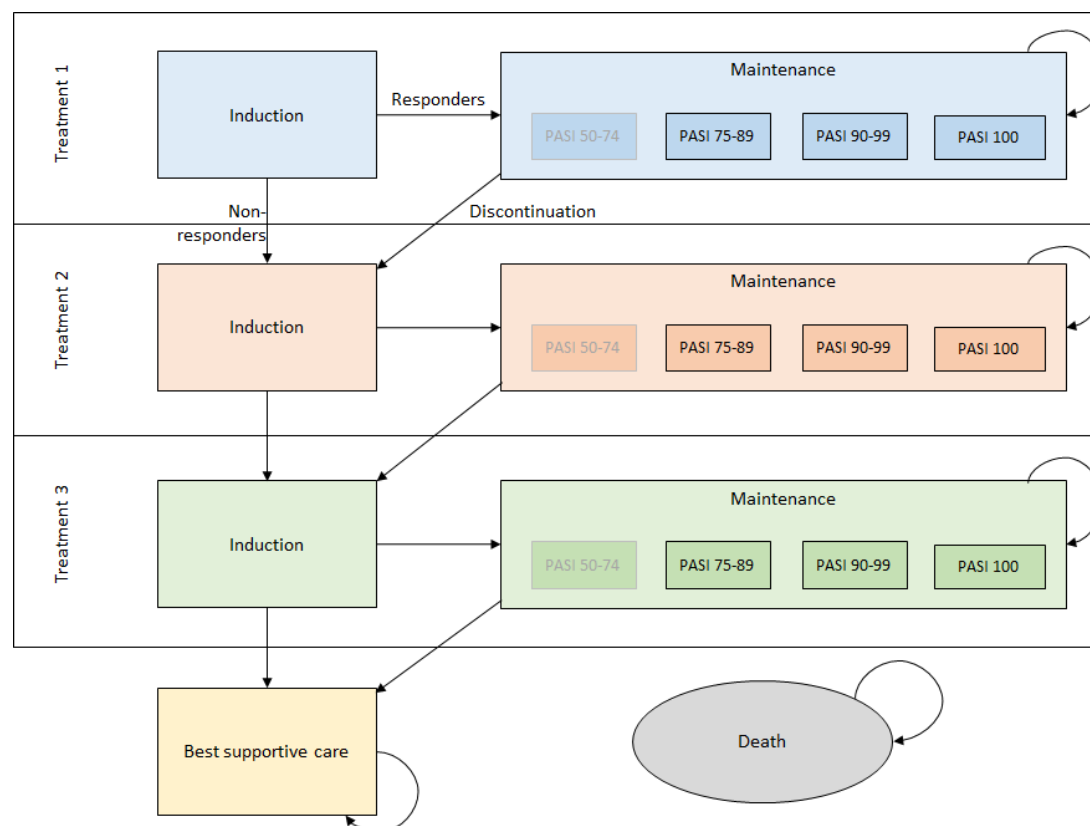 Treatment 1
Induction
Responders
Maintenance
PASI 50-74
PASI 75-89
PASI 90-99
PASI 100
Non-
responders
Discontinuation
Treatment 2
Induction
Maintenance
PASI 50-74
PASI 75-89
PASI 90-99
PASI 100
Treatment 3
Induction
Maintenance
PASI 50-74
PASI 75-89
PASI 90-99
PASI 100
Best supportive care
Death